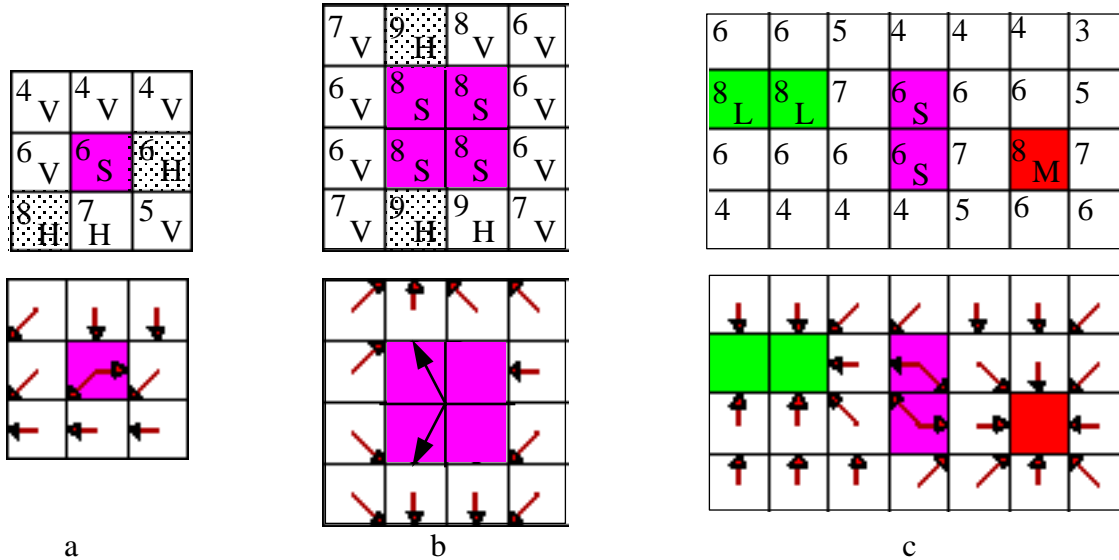 4 V 4 V 4 V
6 V 6 S 6 H
8 H 7 H 5 V
7 V 9 H 8 V 6 V
6 V 8 S 8 S 6 V
6 V 8 S 8 S 6 V
7 V 9 H 9 H 7 V
6 6 5 4 4 4 3
8 L 8 L 7 6 S 6 6 5
6 6 6 6 S 7 8 M 7
4 4 4 4 5 6 6
a
b
c